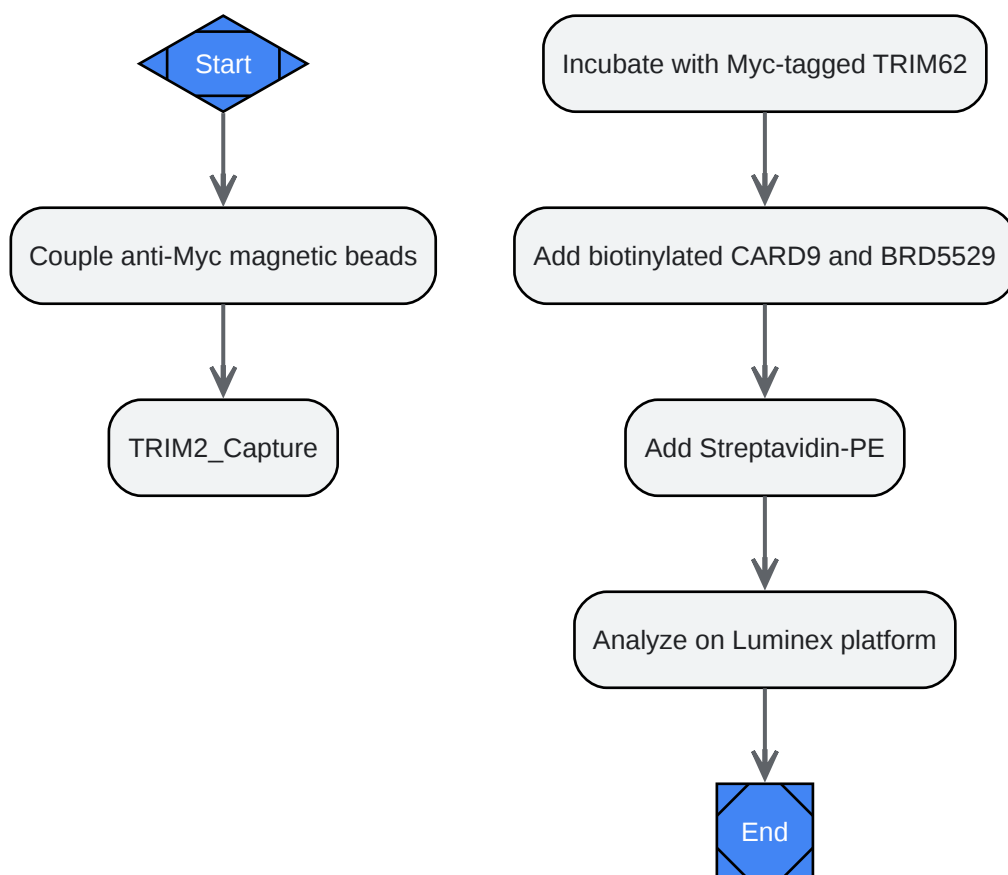 Start
Couple anti-Myc magnetic beads
TRIM2_Capture
Incubate with Myc-tagged TRIM62
Add biotinylated CARD9 and BRD5529
Add Streptavidin-PE
Analyze on Luminex platform
End